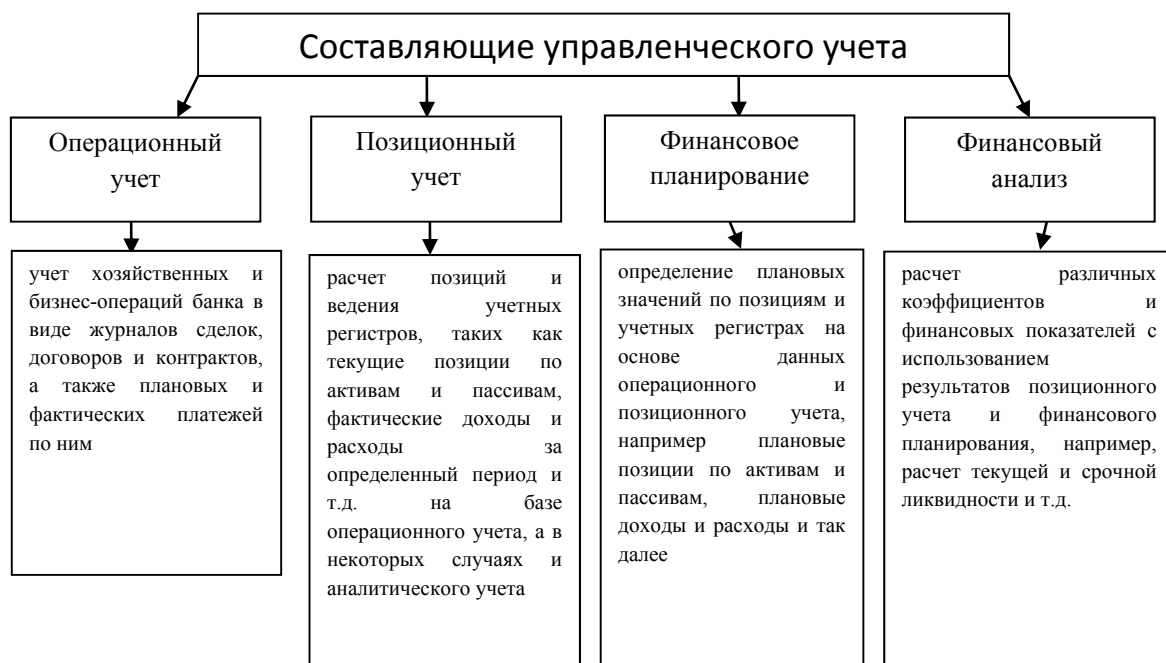 Составляющие управленческого учета
Операционный
учет
Позиционный
учет
Финансовое
планирование
Финансовый
анализ
учет хозяйственных и
бизнес-операций банка в
виде журналов сделок,
договоров и контрактов,
а также плановых и
фактических платежей
по ним
расчет позиций и
ведения учетных
регистров, таких как
текущие позиции по
активам и пассивам,
фактические доходы и
расходы за
определенный период и
т.д. на базе
операционного учета, а в
некоторых случаях и
аналитического учета
определение плановых
значений по позициям и
учетных регистрах на
основе данных
операционного и
позиционного учета,
например плановые
позиции по активам и
пассивам, плановые
доходы и расходы и так
далее
расчет различных
коэффициентов и
финансовых показателей с
использованием
результатов позиционного
учета и финансового
планирования, например,
расчет текущей и срочной
ликвидности и т.д.